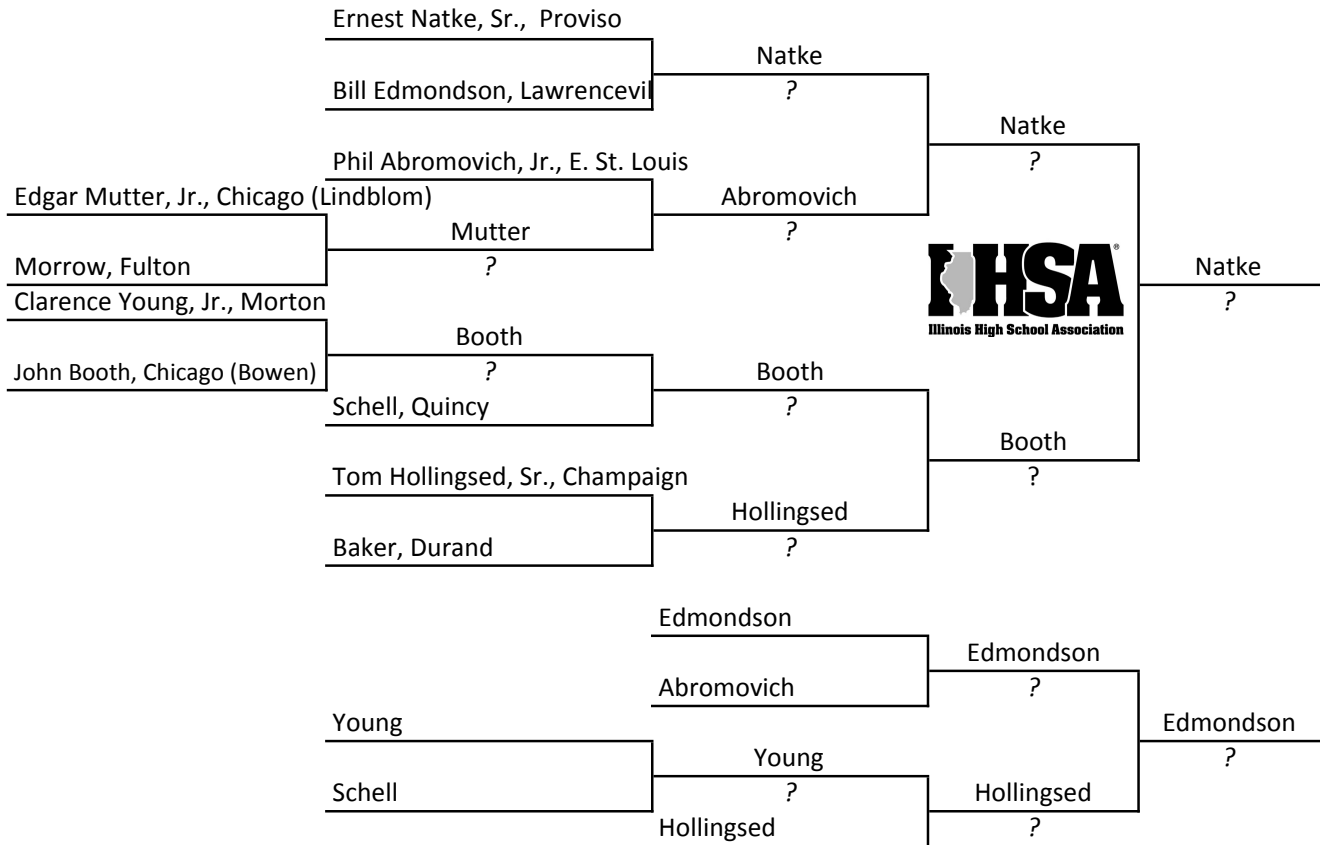 Ernest Natke, Sr., Proviso
Natke
Bill Edmondson, Lawrencevil
?
Natke
Phil Abromovich, Jr., E. St. Louis
?
Edgar Mutter, Jr., Chicago (Lindblom)
Abromovich
Mutter
?
Morrow, Fulton
?
IHSA®
Natke
Clarence Young, Jr., Morton
?
Illinois High School Association
Booth
John Booth, Chicago (Bowen)
?
Booth
Schell, Quincy
?
Booth
Tom Hollingsed, Sr., Champaign
?
Hollingsed
Baker, Durand
?
Edmondson
Edmondson
Abromovich
?
Young
Edmondson
Young
?
Schell
?
Hollingsed
Hollingsed
?